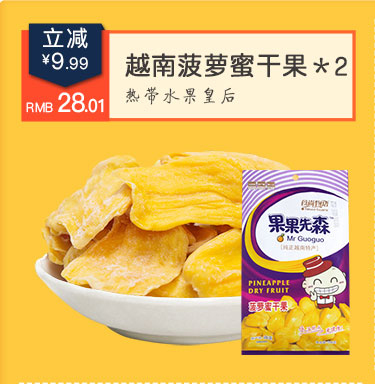 立减
¥9.99
RMB 28.01
越南菠萝蜜干果＊2
热带水果皇后
果果先森
Mr Guoguo
PINEAPPLE
DRY FRUIT
菠萝蜜干果